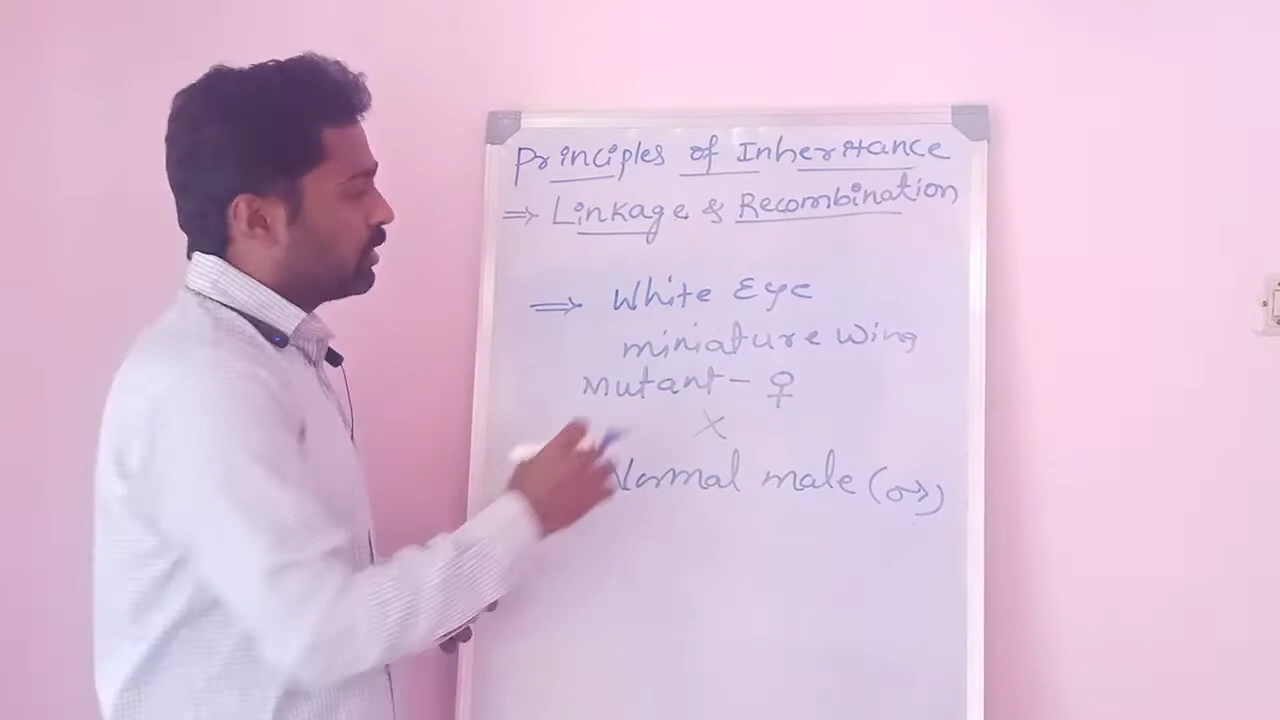 Principles of Inheritance
⇒ Linkage & Recombination
⇒ White Eye
miniature wing
Mutant - ♀
×
Normal male (♂)